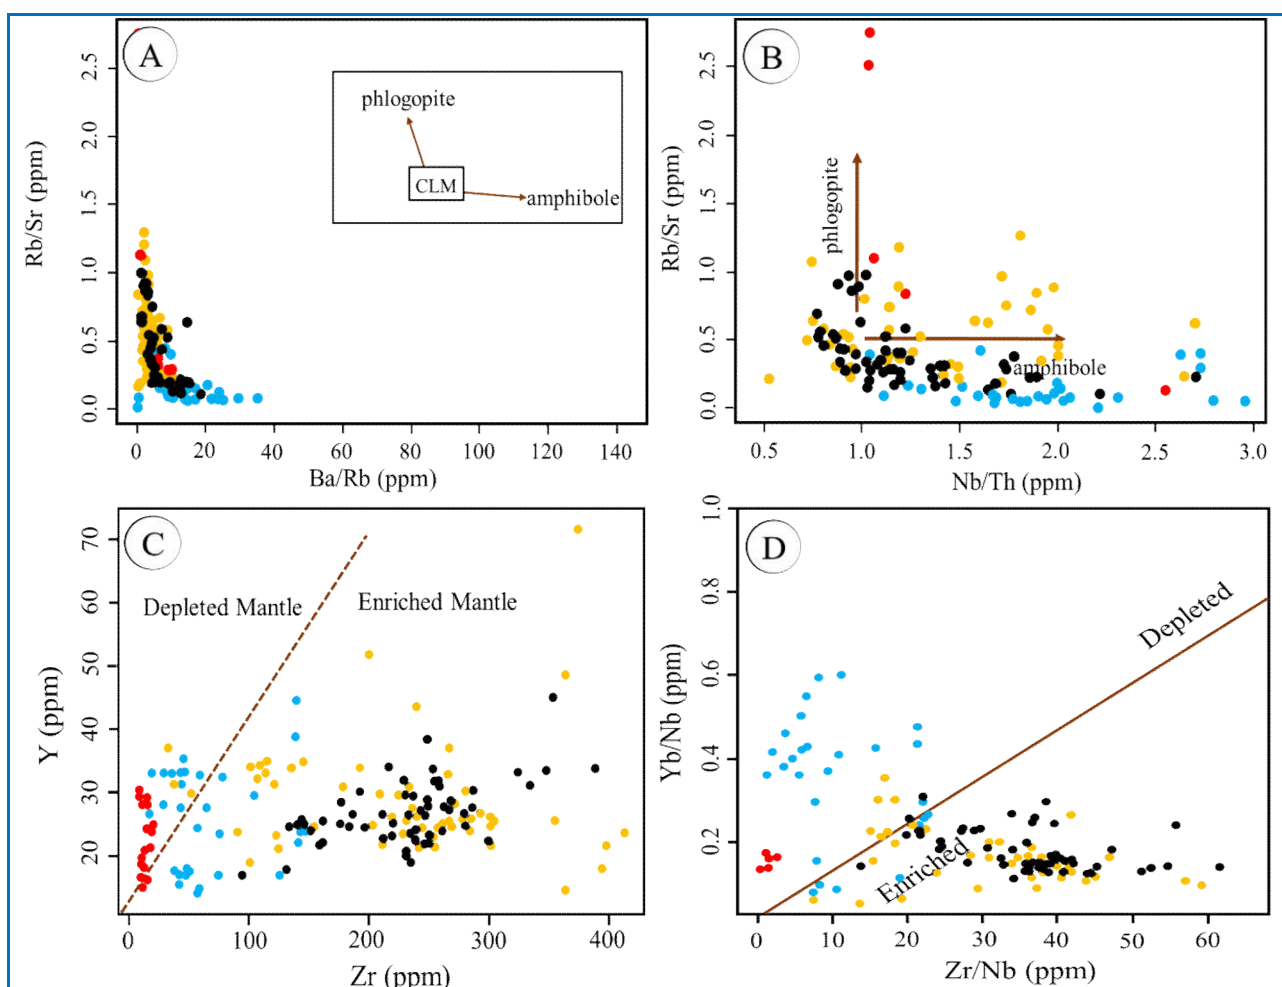 A
Rb/Sr (ppm)
2.5
2.0
1.5
1.0
0.5
0.0
phlogopite
CLM
amphibole
0 20 40 60 80 100 120 140
Ba/Rb (ppm)
B
Rb/Sr (ppm)
2.5
2.0
1.5
1.0
0.5
0.0
phlogopite
amphibole
0.5 1.0 1.5 2.0 2.5 3.0
Nb/Th (ppm)
C
Y (ppm)
70
60
50
40
30
20
Depleted Mantle
Enriched Mantle
0 100 200 300 400
Zr (ppm)
D
Yb/Nb (ppm)
1.0
0.8
0.6
0.4
0.2
Depleted
Enriched
0 10 20 30 40 50 60
Zr/Nb (ppm)